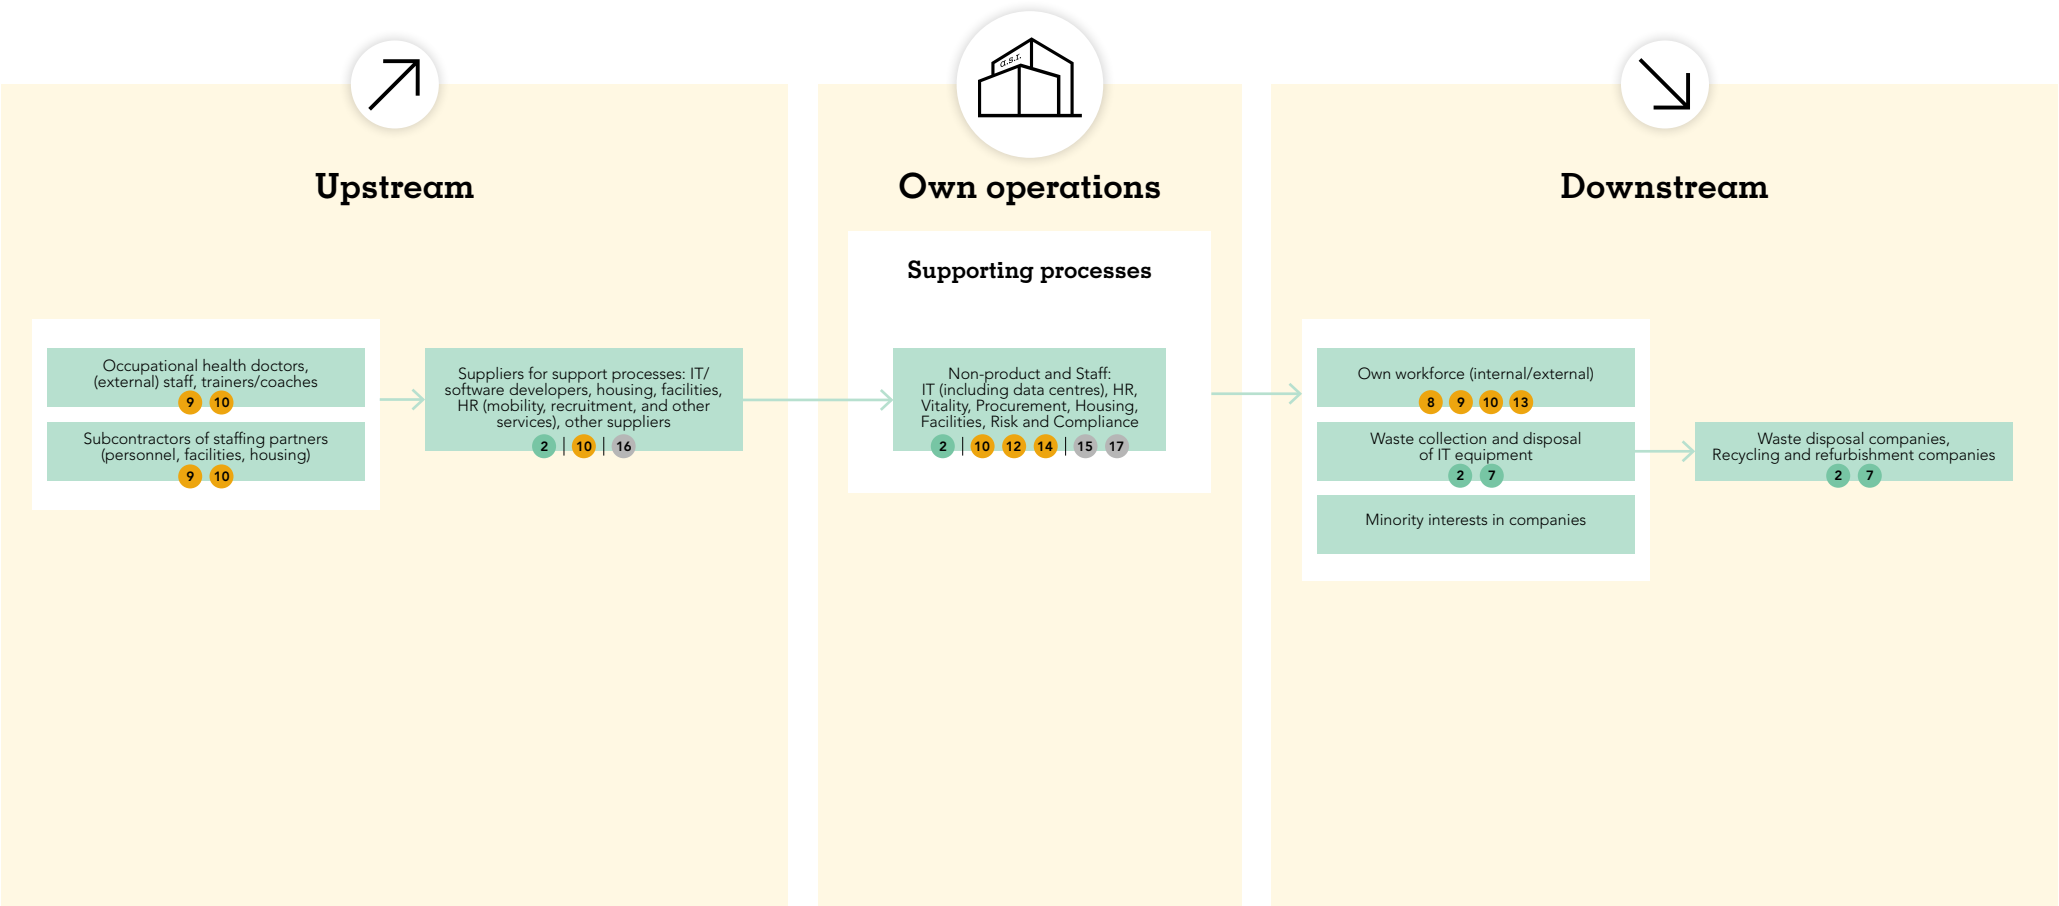 a.s.r.
Upstream
Own operations
Downstream
Supporting processes
Occupational health doctors,
(external) staff, trainers/coaches
9 10
Subcontractors of staffing partners
(personnel, facilities, housing)
9 10
Suppliers for support processes: IT/
software developers, housing, facilities,
HR (mobility, recruitment, and other
services), other suppliers
2 | 10 | 16
Non-product and Staff:
IT (including data centres), HR,
Vitality, Procurement, Housing,
Facilities, Risk and Compliance
2 | 10 12 14 | 15 17
Own workforce (internal/external)
8 9 10 13
Waste collection and disposal
of IT equipment
2 7
Minority interests in companies
Waste disposal companies,
Recycling and refurbishment companies
2 7